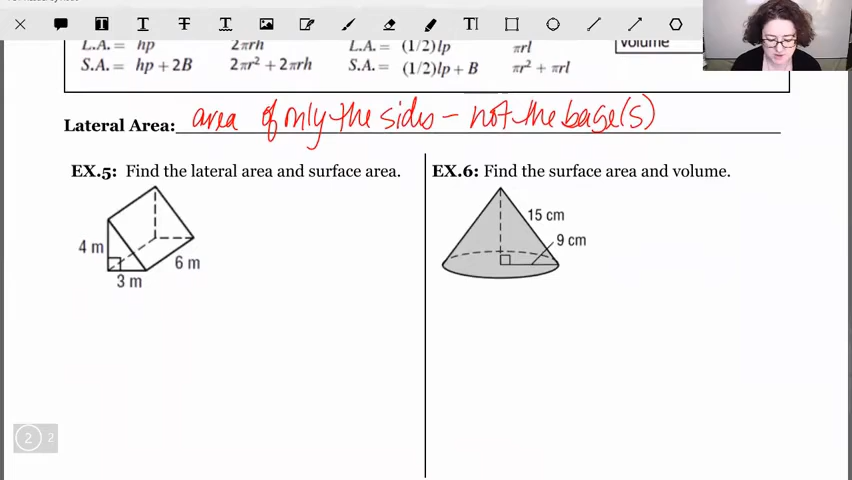 L.A. = hp 2πrh L.A. = (1/2)lp πrl
S.A. = hp + 2B 2πr² + 2πrh S.A. = (1/2)lp + B πr² + πrl
volume
Lateral Area: area of only the sides - not the base(s)
EX.5: Find the lateral area and surface area.
4 m
3 m
6 m
EX.6: Find the surface area and volume.
15 cm
9 cm
2 2